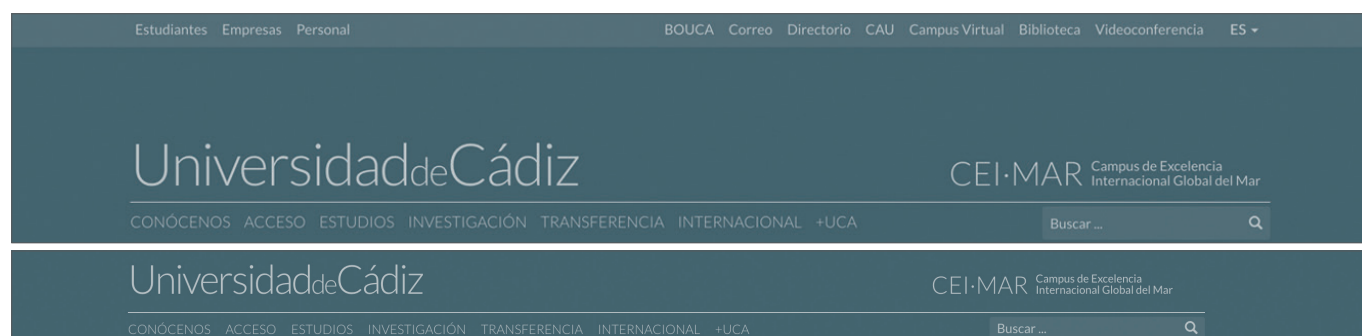 Estudiantes Empresas Personal BOUCA Correo Directorio CAU Campus Virtual Biblioteca Videoconferencia ES
UniversidaddeCádiz
CEI·MAR Campus de Excelencia
Internacional Global del Mar
CONÓCENOS ACCESO ESTUDIOS INVESTIGACIÓN TRANSFERENCIA INTERNACIONAL +UCA Buscar ...
UniversidaddeCádiz
CEI·MAR Campus de Excelencia
Internacional Global del Mar
CONÓCENOS ACCESO ESTUDIOS INVESTIGACIÓN TRANSFERENCIA INTERNACIONAL +UCA Buscar ...